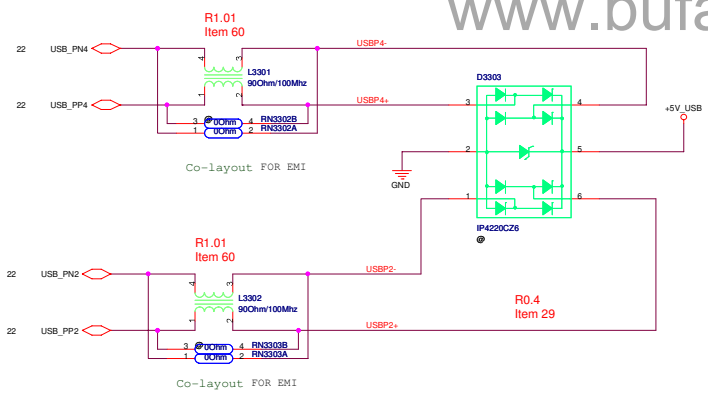 www.bufa
R1.01
Item 60
22 USB_PN4
USBP4-
4 3
L3301
90Ohm/100Mhz
1 2
22 USB_PP4
USBP4+
3 @ 0Ohm 4 RN3302B
1 0Ohm 2 RN3302A
Co-layout FOR EMI
D3303
3 4
+5V_USB
2 5
GND
1 6
IP4220CZ6
@
R1.01
Item 60
22 USB_PN2
USBP2-
4 3
L3302
90Ohm/100Mhz
1 2
22 USB_PP2
USBP2+
R0.4
Item 29
3 @ 0Ohm 4 RN3303B
1 0Ohm 2 RN3303A
Co-layout FOR EMI